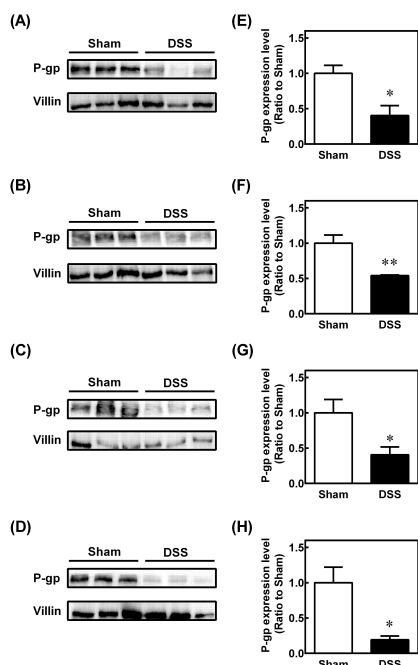 (A)
Sham DSS
P-gp
Villin
(E)
P-gp expression level
(Ratio to Sham)
1.5
1.0
0.5
0.0
*
Sham DSS
(B)
Sham DSS
P-gp
Villin
(F)
P-gp expression level
(Ratio to Sham)
1.5
1.0
0.5
0.0
**
Sham DSS
(C)
Sham DSS
P-gp
Villin
(G)
P-gp expression level
(Ratio to Sham)
1.5
1.0
0.5
0.0
*
Sham DSS
(D)
Sham DSS
P-gp
Villin
(H)
P-gp expression level
(Ratio to Sham)
1.5
1.0
0.5
0.0
*
Sham DSS